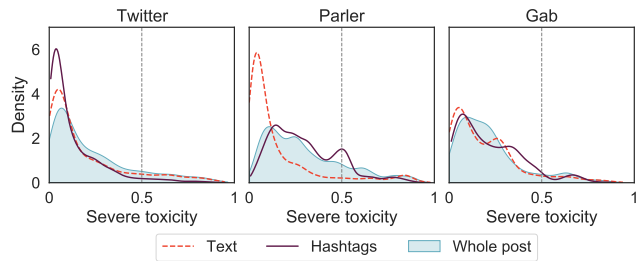 Twitter
Parler
Gab
Density
6
4
2
0
0 0.5 1
0 0.5 1
0 0.5 1
Severe toxicity
Severe toxicity
Severe toxicity
Text
Hashtags
Whole post